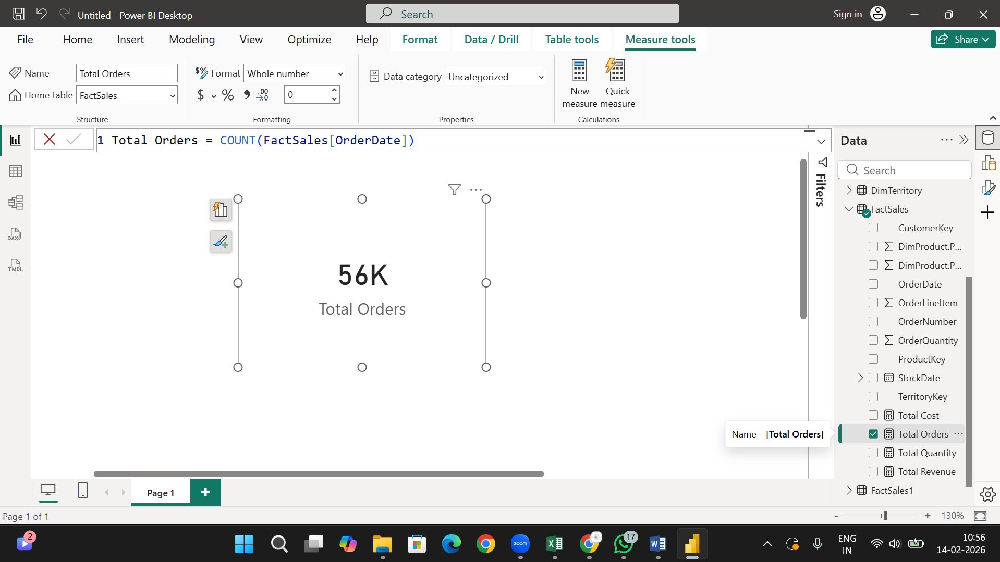 Untitled - Power BI Desktop
Search
Sign in
File
Home
Insert
Modeling
View
Optimize
Help
Format
Data / Drill
Table tools
Measure tools
Share
Name
Total Orders
Home table
FactSales
Structure
$% Format
Whole number
$ % , .00
0
Formatting
Data category
Uncategorized
Properties
New measure
Quick measure
Calculations
1 Total Orders = COUNT(FactSales[OrderDate])
DAX
TMDL
56K
Total Orders
Filters
Data
Search
DimTerritory
FactSales
CustomerKey
DimProduct.P...
DimProduct.P...
OrderDate
OrderLineItem
OrderNumber
OrderQuantity
ProductKey
StockDate
TerritoryKey
Total Cost
Total Orders
Total Quantity
Total Revenue
FactSales1
Name [Total Orders]
Page 1
Page 1 of 1
- + 130%
2
zoom
17
ENG
IN
10:56
14-02-2026